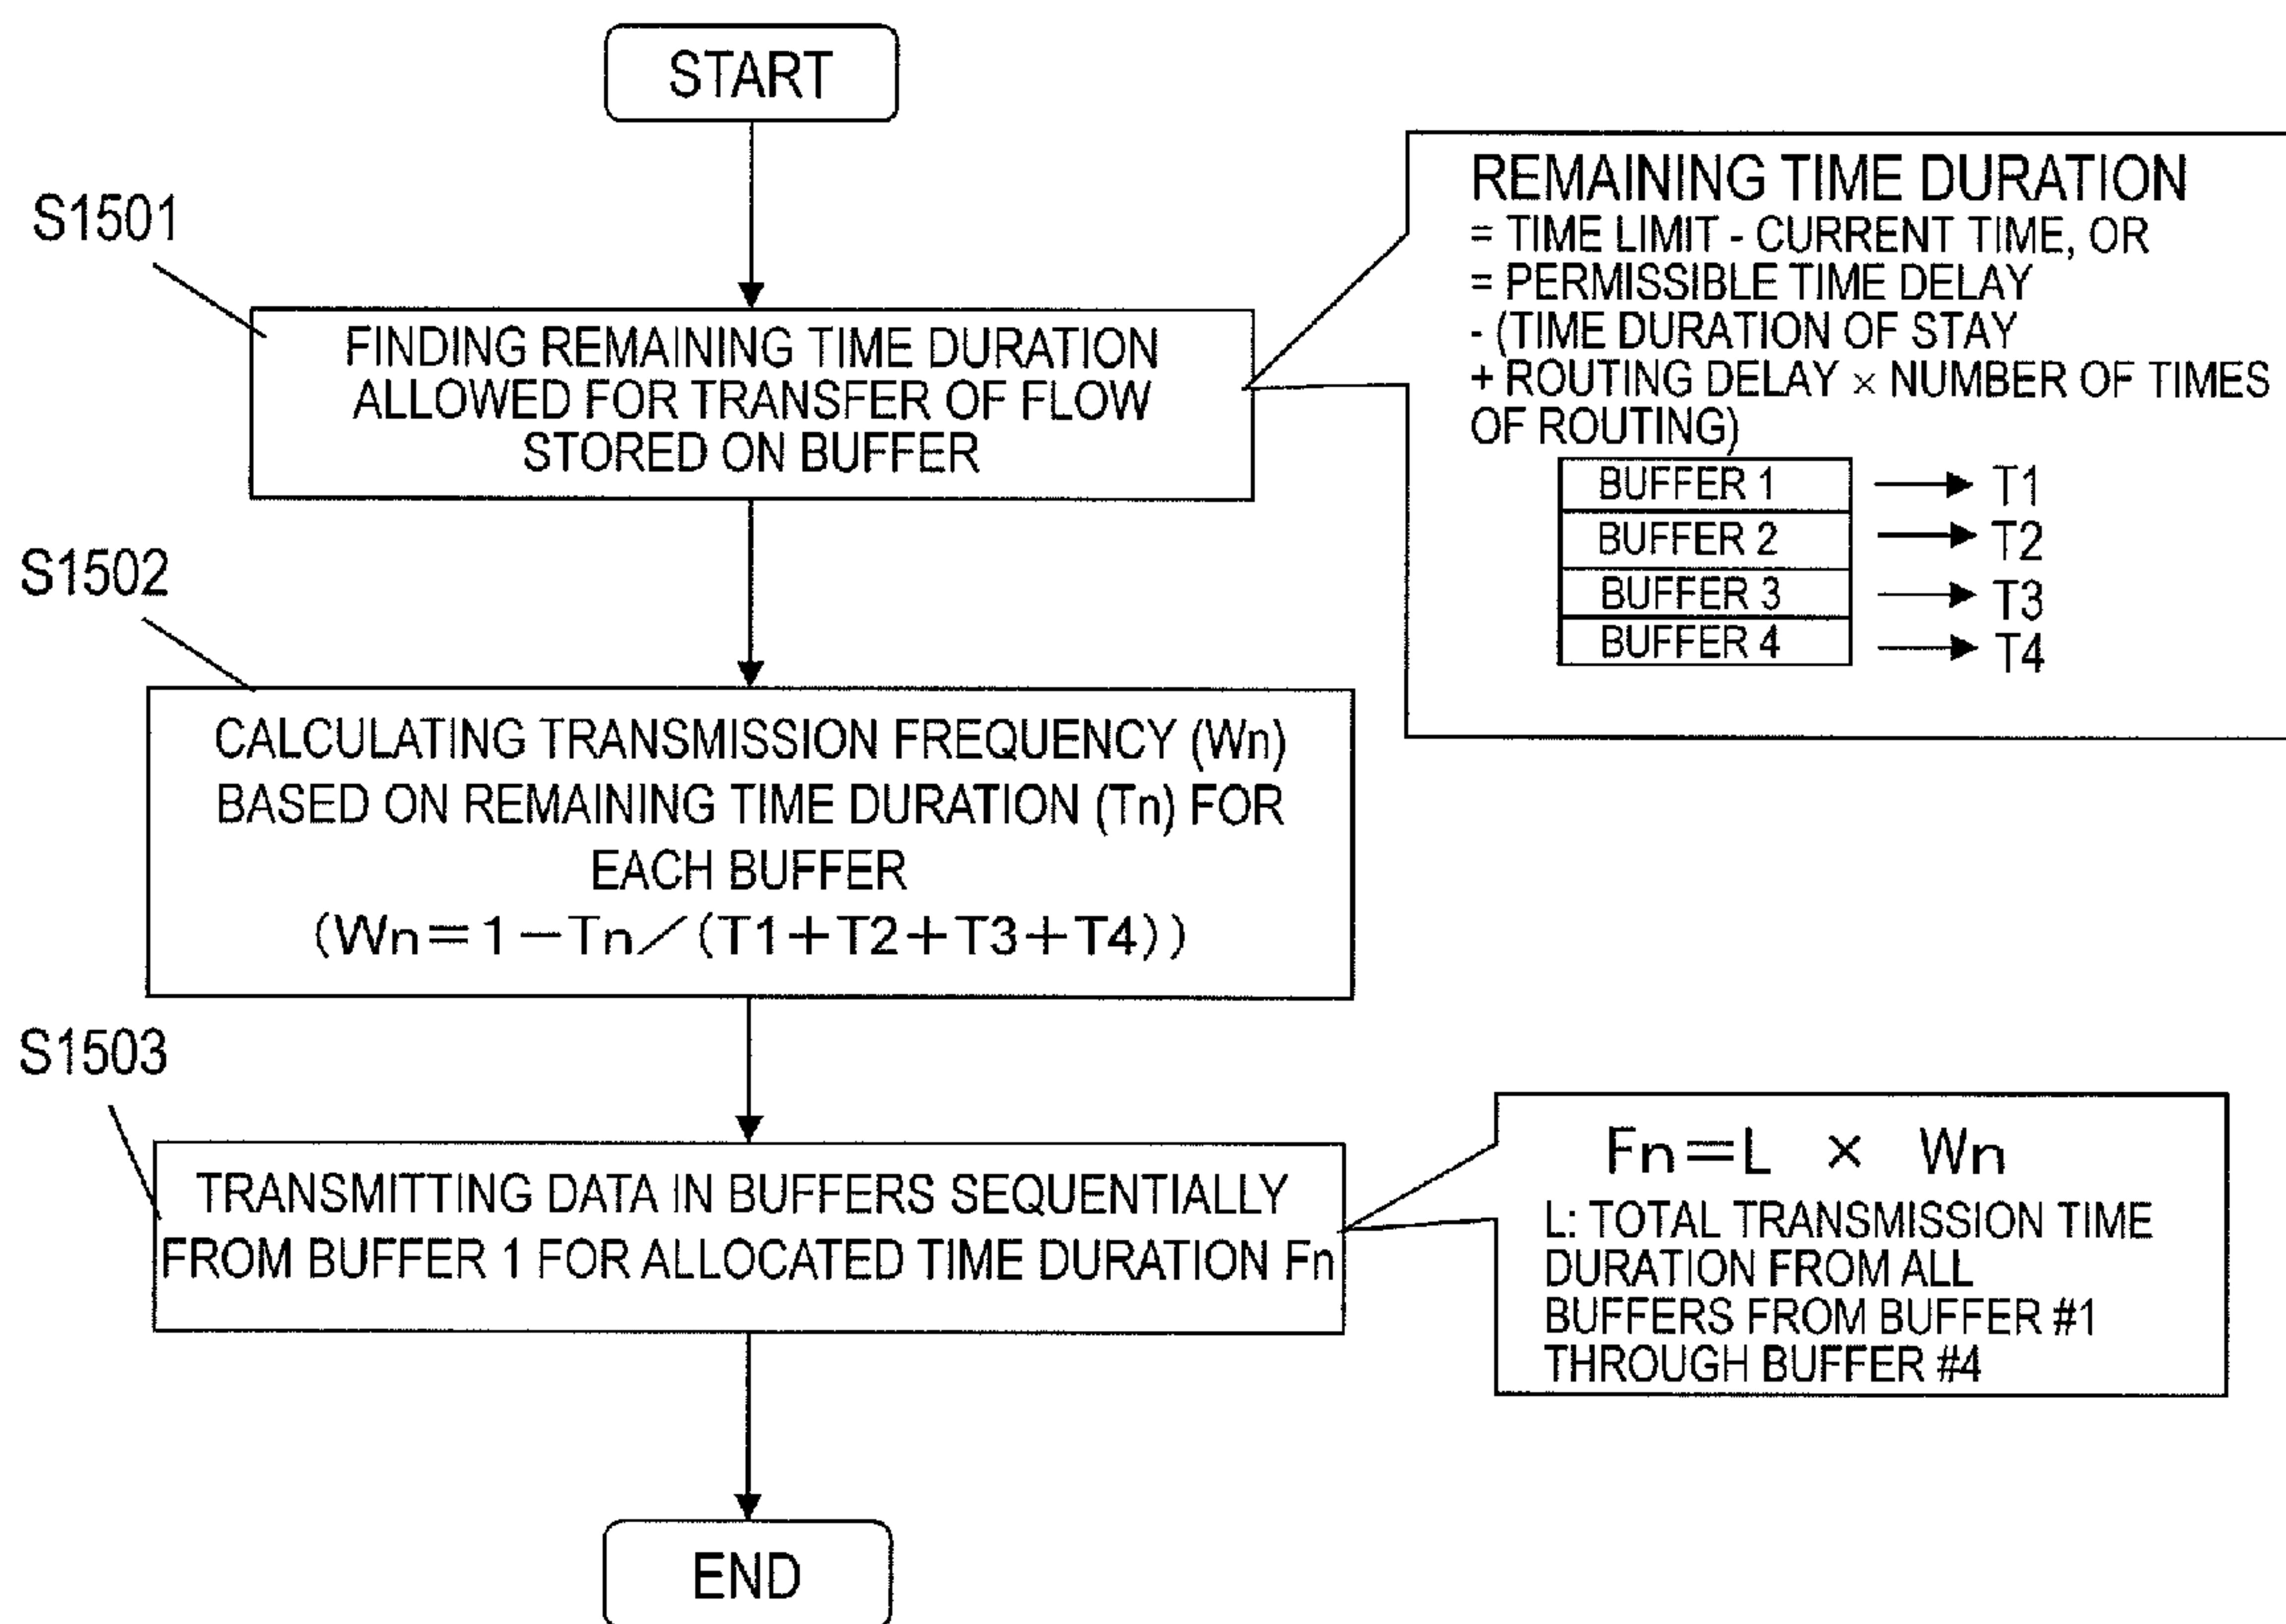 START
S1501
FINDING REMAINING TIME DURATION
ALLOWED FOR TRANSFER OF FLOW
STORED ON BUFFER
REMAINING TIME DURATION
= TIME LIMIT - CURRENT TIME, OR
= PERMISSIBLE TIME DELAY
- (TIME DURATION OF STAY
+ ROUTING DELAY × NUMBER OF TIMES
OF ROUTING)
BUFFER 1 T1
BUFFER 2 T2
BUFFER 3 T3
BUFFER 4 T4
S1502
CALCULATING TRANSMISSION FREQUENCY (Wn)
BASED ON REMAINING TIME DURATION (Tn) FOR
EACH BUFFER
(Wn=1-Tn/(T1+T2+T3+T4))
S1503
TRANSMITTING DATA IN BUFFERS SEQUENTIALLY
FROM BUFFER 1 FOR ALLOCATED TIME DURATION Fn
Fn=L × Wn
L: TOTAL TRANSMISSION TIME
DURATION FROM ALL
BUFFERS FROM BUFFER #1
THROUGH BUFFER #4
END